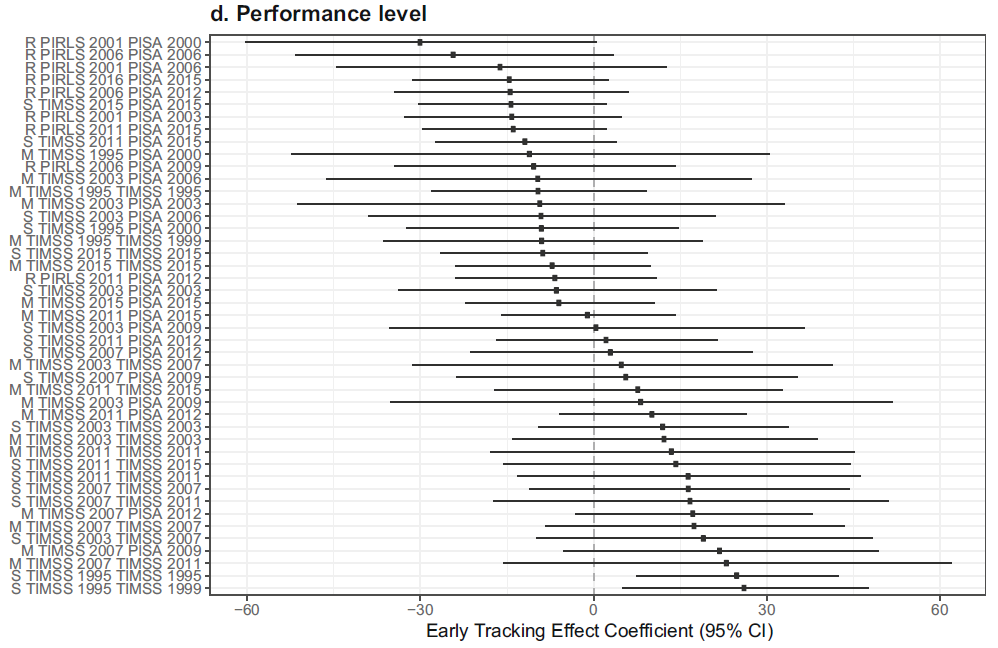 d. Performance level
R PIRLS 2001 PISA 2000
R PIRLS 2006 PISA 2006
R PIRLS 2001 PISA 2006
R PIRLS 2016 PISA 2015
R PIRLS 2006 PISA 2012
S TIMSS 2015 PISA 2015
R PIRLS 2001 PISA 2003
R PIRLS 2011 PISA 2015
S TIMSS 2011 PISA 2015
M TIMSS 1995 PISA 2000
R PIRLS 2006 PISA 2009
M TIMSS 2003 PISA 2006
M TIMSS 1995 TIMSS 1995
M TIMSS 2003 PISA 2003
S TIMSS 2003 PISA 2006
S TIMSS 1995 PISA 2000
M TIMSS 1995 TIMSS 1999
S TIMSS 2015 TIMSS 2015
M TIMSS 2015 TIMSS 2015
R PIRLS 2011 PISA 2012
S TIMSS 2003 PISA 2003
M TIMSS 2015 PISA 2015
M TIMSS 2011 PISA 2015
S TIMSS 2003 PISA 2009
S TIMSS 2011 PISA 2012
S TIMSS 2007 PISA 2012
M TIMSS 2003 TIMSS 2007
S TIMSS 2007 PISA 2009
M TIMSS 2011 TIMSS 2015
M TIMSS 2003 PISA 2009
M TIMSS 2011 PISA 2012
S TIMSS 2003 TIMSS 2003
M TIMSS 2003 TIMSS 2003
M TIMSS 2011 TIMSS 2011
S TIMSS 2011 TIMSS 2015
S TIMSS 2011 TIMSS 2011
S TIMSS 2007 TIMSS 2007
S TIMSS 2007 TIMSS 2011
M TIMSS 2007 PISA 2012
M TIMSS 2007 TIMSS 2007
S TIMSS 2003 TIMSS 2007
M TIMSS 2007 PISA 2009
M TIMSS 2007 TIMSS 2011
S TIMSS 1995 TIMSS 1995
S TIMSS 1995 TIMSS 1999
−60 −30 0 30 60
Early Tracking Effect Coefficient (95% CI)